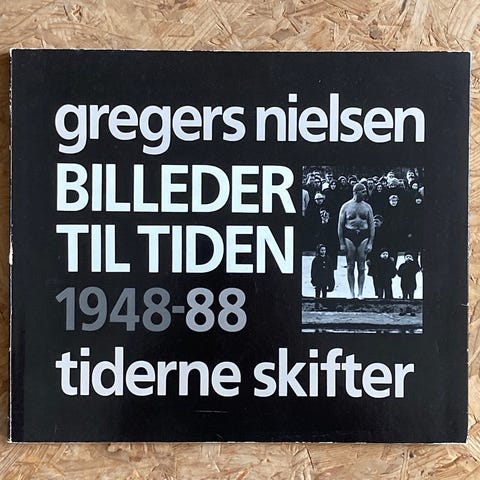 gregers nielsen
BILLEDER
TIL TIDEN
1948-88
tiderne skifter